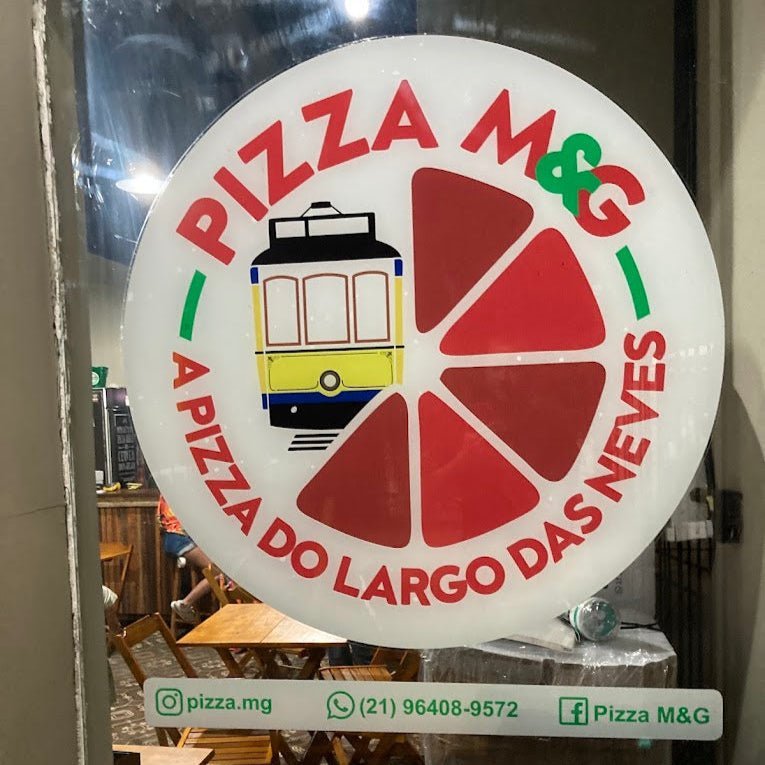 PIZZA M&G
A PIZZA DO LARGO DAS NEVES
pizza.mg (21) 96408-9572 Pizza M&G